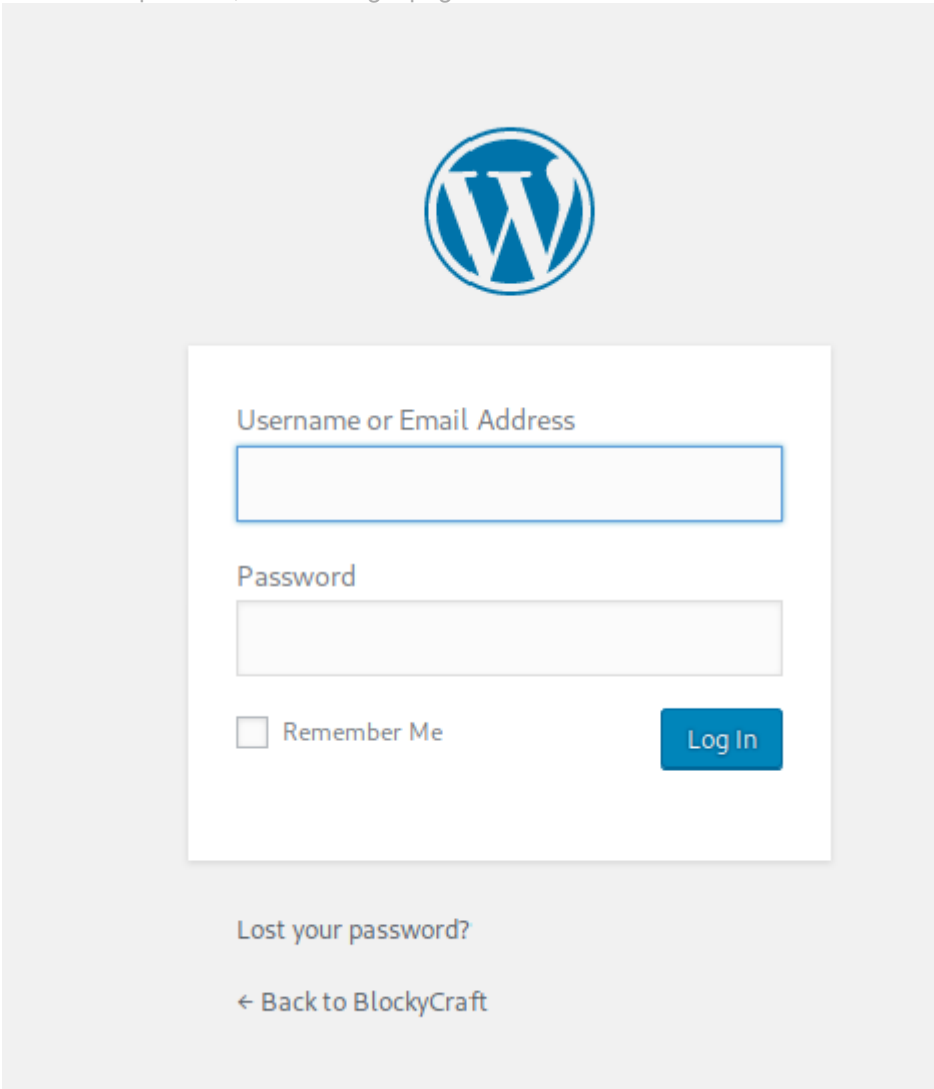 Username or Email Address
Password
Remember Me
Log In
Lost your password?
← Back to BlockyCraft